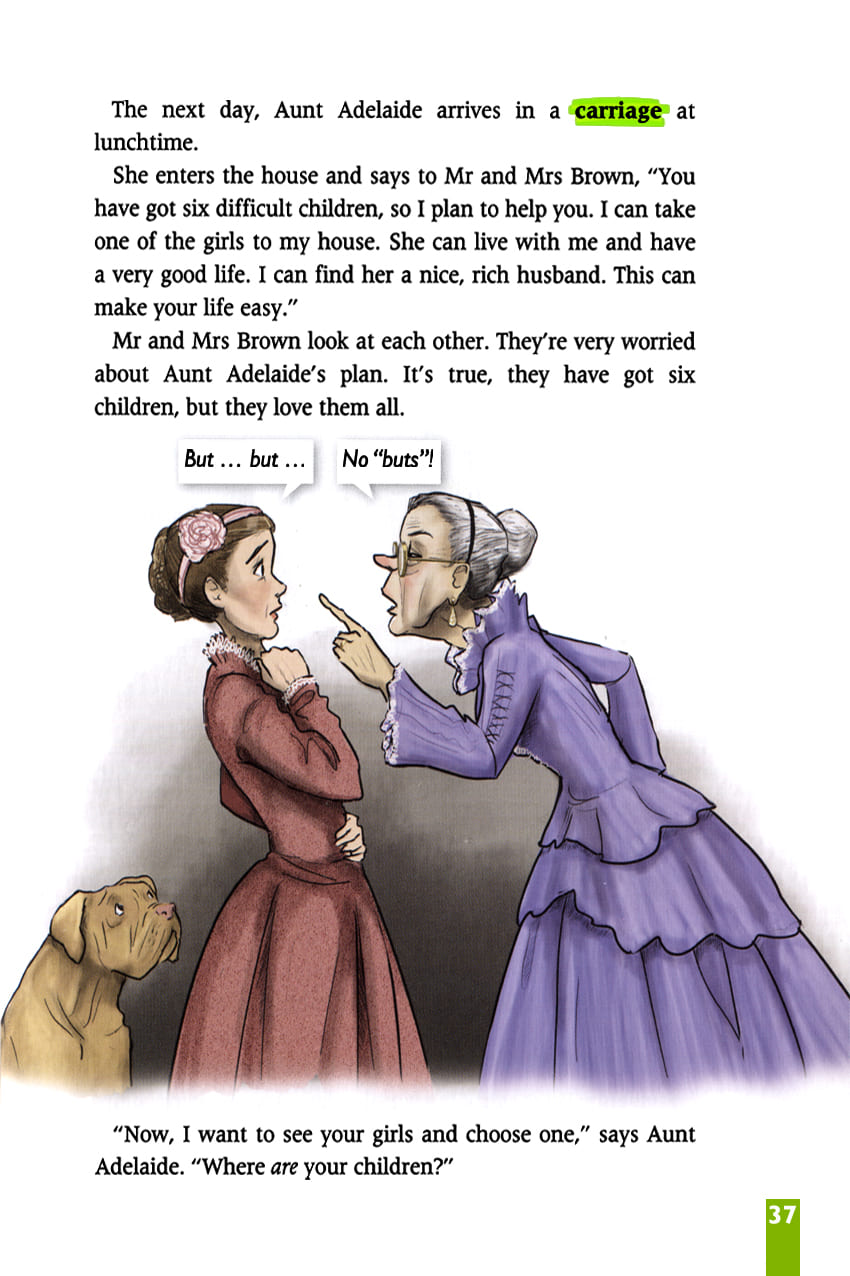 The next day, Aunt Adelaide arrives in a carriage at
lunchtime.
She enters the house and says to Mr and Mrs Brown, “You
have got six difficult children, so I plan to help you. I can take
one of the girls to my house. She can live with me and have
a very good life. I can find her a nice, rich husband. This can
make your life easy.”
Mr and Mrs Brown look at each other. They’re very worried
about Aunt Adelaide’s plan. It’s true, they have got six
children, but they love them all.
But … but …
No “buts”!
“Now, I want to see your girls and choose one,” says Aunt
Adelaide. “Where are your children?”
37